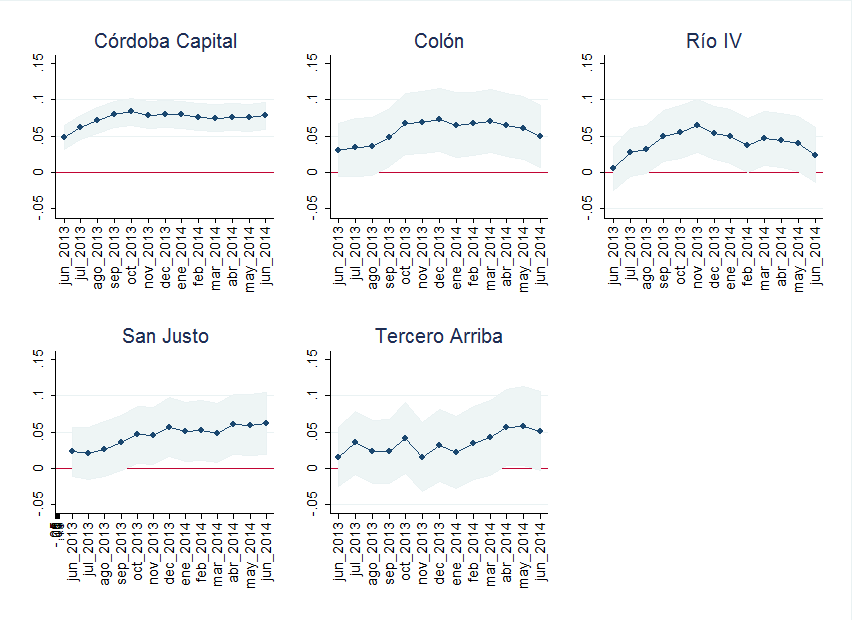 Córdoba Capital
.15
.1
.05
0
-.05
jun_2013
jul_2013
ago_2013
sep_2013
oct_2013
nov_2013
dec_2013
ene_2014
feb_2014
mar_2014
abr_2014
may_2014
jun_2014
Colón
.15
.1
.05
0
-.05
jun_2013
jul_2013
ago_2013
sep_2013
oct_2013
nov_2013
dec_2013
ene_2014
feb_2014
mar_2014
abr_2014
may_2014
jun_2014
Río IV
.15
.1
.05
0
-.05
jun_2013
jul_2013
ago_2013
sep_2013
oct_2013
nov_2013
dec_2013
ene_2014
feb_2014
mar_2014
abr_2014
may_2014
jun_2014
San Justo
.15
.1
.05
0
-.05
jun_2013
jul_2013
ago_2013
sep_2013
oct_2013
nov_2013
dec_2013
ene_2014
feb_2014
mar_2014
abr_2014
may_2014
jun_2014
Tercero Arriba
.15
.1
.05
0
-.05
jun_2013
jul_2013
ago_2013
sep_2013
oct_2013
nov_2013
dec_2013
ene_2014
feb_2014
mar_2014
abr_2014
may_2014
jun_2014